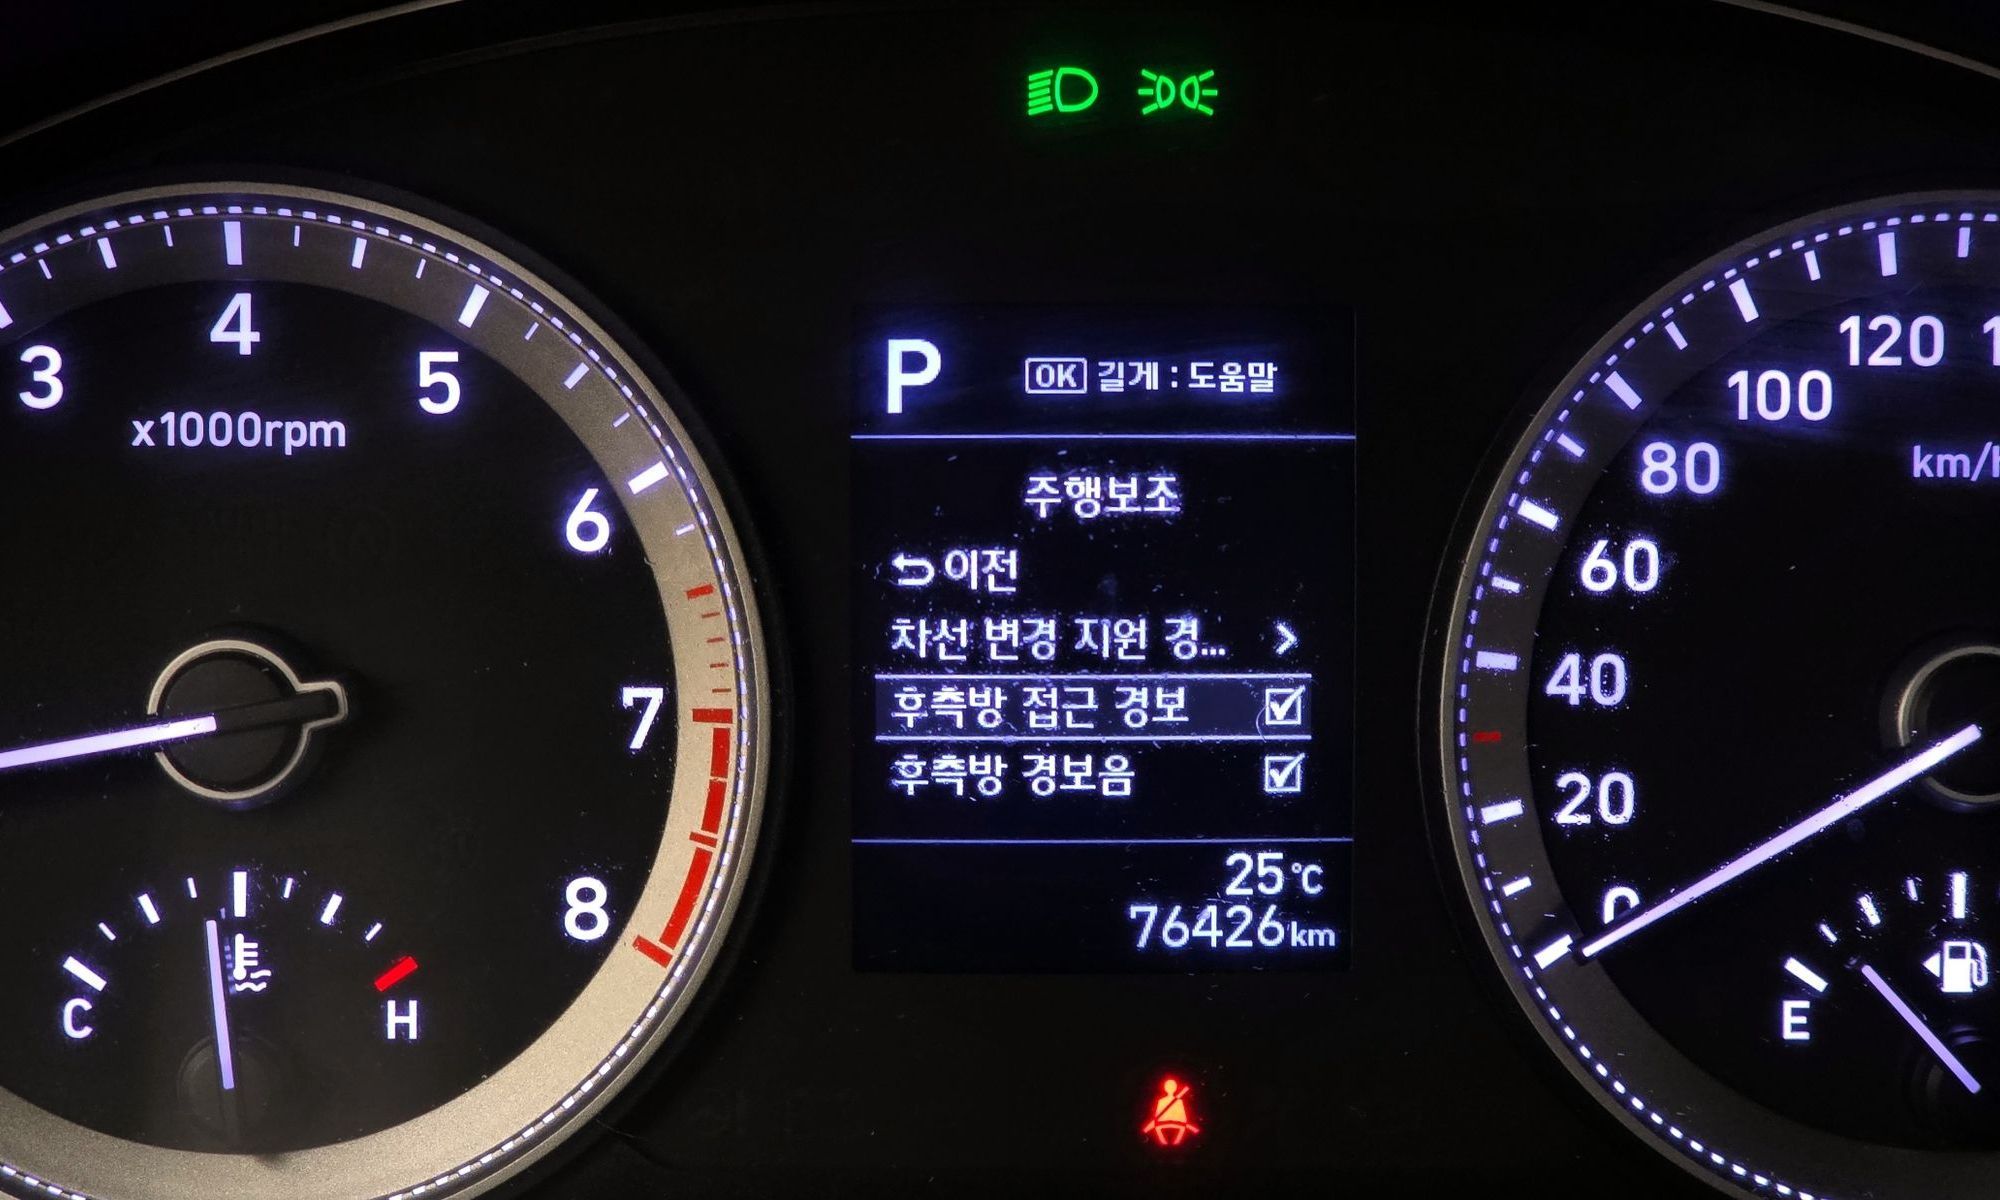 3
4
5
6
7
8
x1000rpm
C
H
P
OK 길게 : 도움말
주행보조
이전
차선 변경 지원 경...
후측방 접근 경보
후측방 경보음
25°C
76426km
120
100
80
60
40
20
0
km/h
E